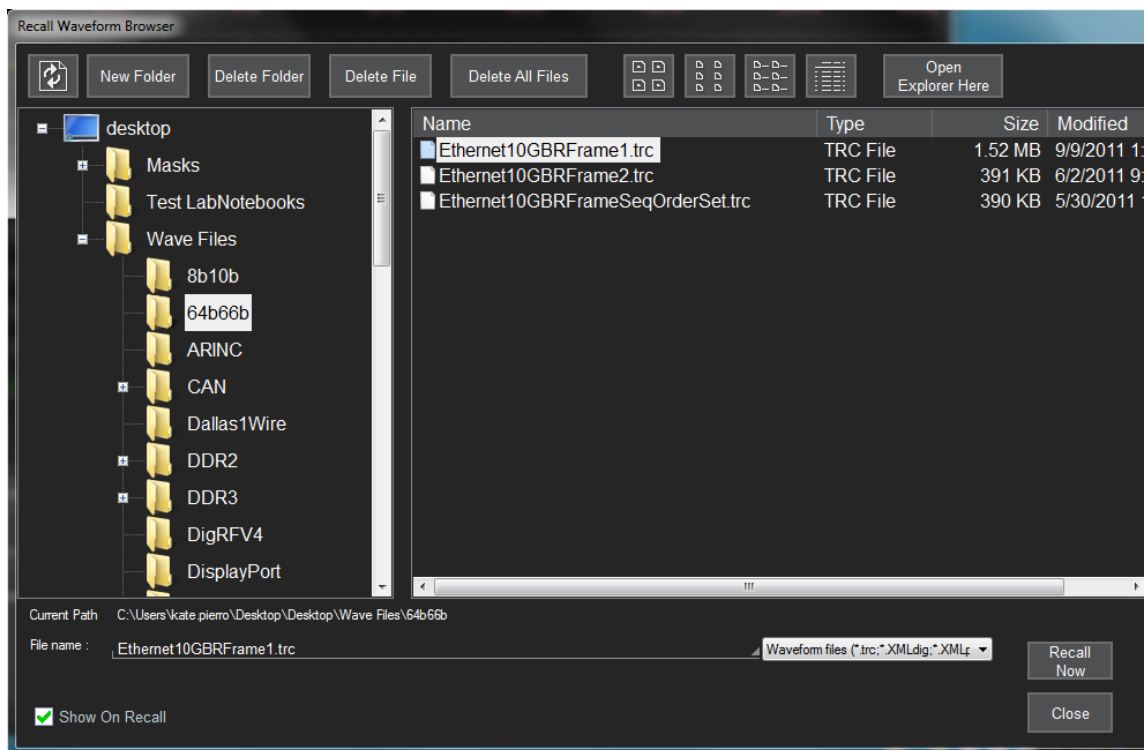 Recall Waveform Browser
New Folder
Delete Folder
Delete File
Delete All Files
Open
Explorer Here
desktop
Masks
Test LabNotebooks
Wave Files
8b10b
64b66b
ARINC
CAN
Dallas1Wire
DDR2
DDR3
DigRFV4
DisplayPort
Name Type Size Modified
Ethernet10GBRFrame1.trc TRC File 1.52 MB 9/9/2011 1:
Ethernet10GBRFrame2.trc TRC File 391 KB 6/2/2011 9:
Ethernet10GBRFrameSeqOrderSet.trc TRC File 390 KB 5/30/2011 1
Current Path C:\Users\kate.pierro\Desktop\Desktop\Wave Files\64b66b
File name : Ethernet10GBRFrame1.trc
Waveform files (*.trc;*.XMLdig;*.XMLp
Recall
Now
Show On Recall
Close